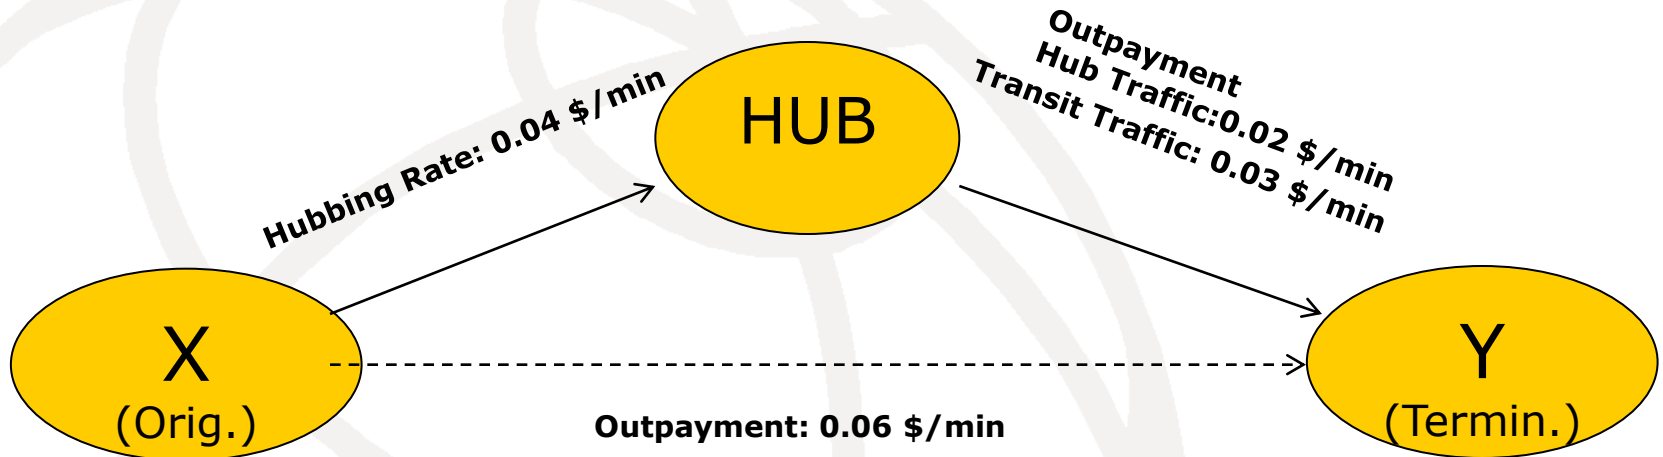 Outpayment
Hub Traffic:0.02 $/min
Transit Traffic: 0.03 $/min
Hubbing Rate: 0.04 $/min
HUB
X
(Orig.)
Y
(Termin.)
Outpayment: 0.06 $/min